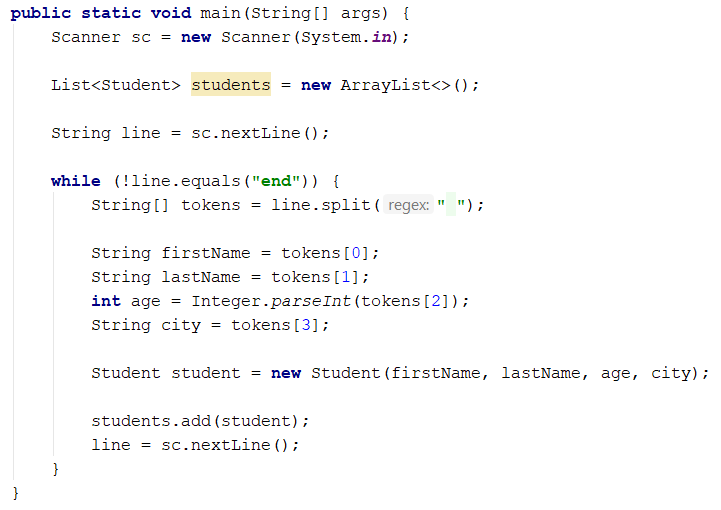 public static void main(String[] args) {
    Scanner sc = new Scanner(System.in);
    List<Student> students = new ArrayList<>();
    String line = sc.nextLine();
    while (!line.equals("end")) {
        String[] tokens = line.split( regex: " ");
        String firstName = tokens[0];
        String lastName = tokens[1];
        int age = Integer.parseInt(tokens[2]);
        String city = tokens[3];
        Student student = new Student(firstName, lastName, age, city);
        students.add(student);
        line = sc.nextLine();
    }
}